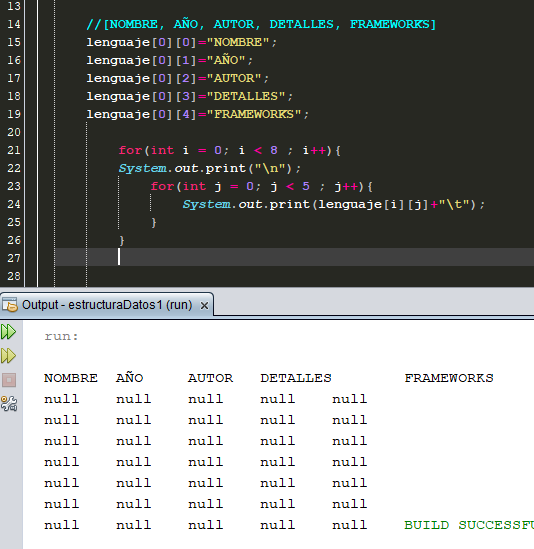 13
14 //[NOMBRE, AÑO, AUTOR, DETALLES, FRAMEWORKS]
15 lenguaje[0][0]="NOMBRE";
16 lenguaje[0][1]="AÑO";
17 lenguaje[0][2]="AUTOR";
18 lenguaje[0][3]="DETALLES";
19 lenguaje[0][4]="FRAMEWORKS";
20
21 for(int i = 0; i < 8 ; i++){
22 System.out.print("\n");
23 for(int j = 0; j < 5 ; j++){
24 System.out.print(lenguaje[i][j]+"\t");
25 }
26 }
27
28
Output - estructuraDatos1 (run) ×
run:
NOMBRE AÑO AUTOR DETALLES FRAMEWORKS
null null null null null
null null null null null
null null null null null
null null null null null
null null null null null
null null null null null
null null null null null BUILD SUCCESSFU